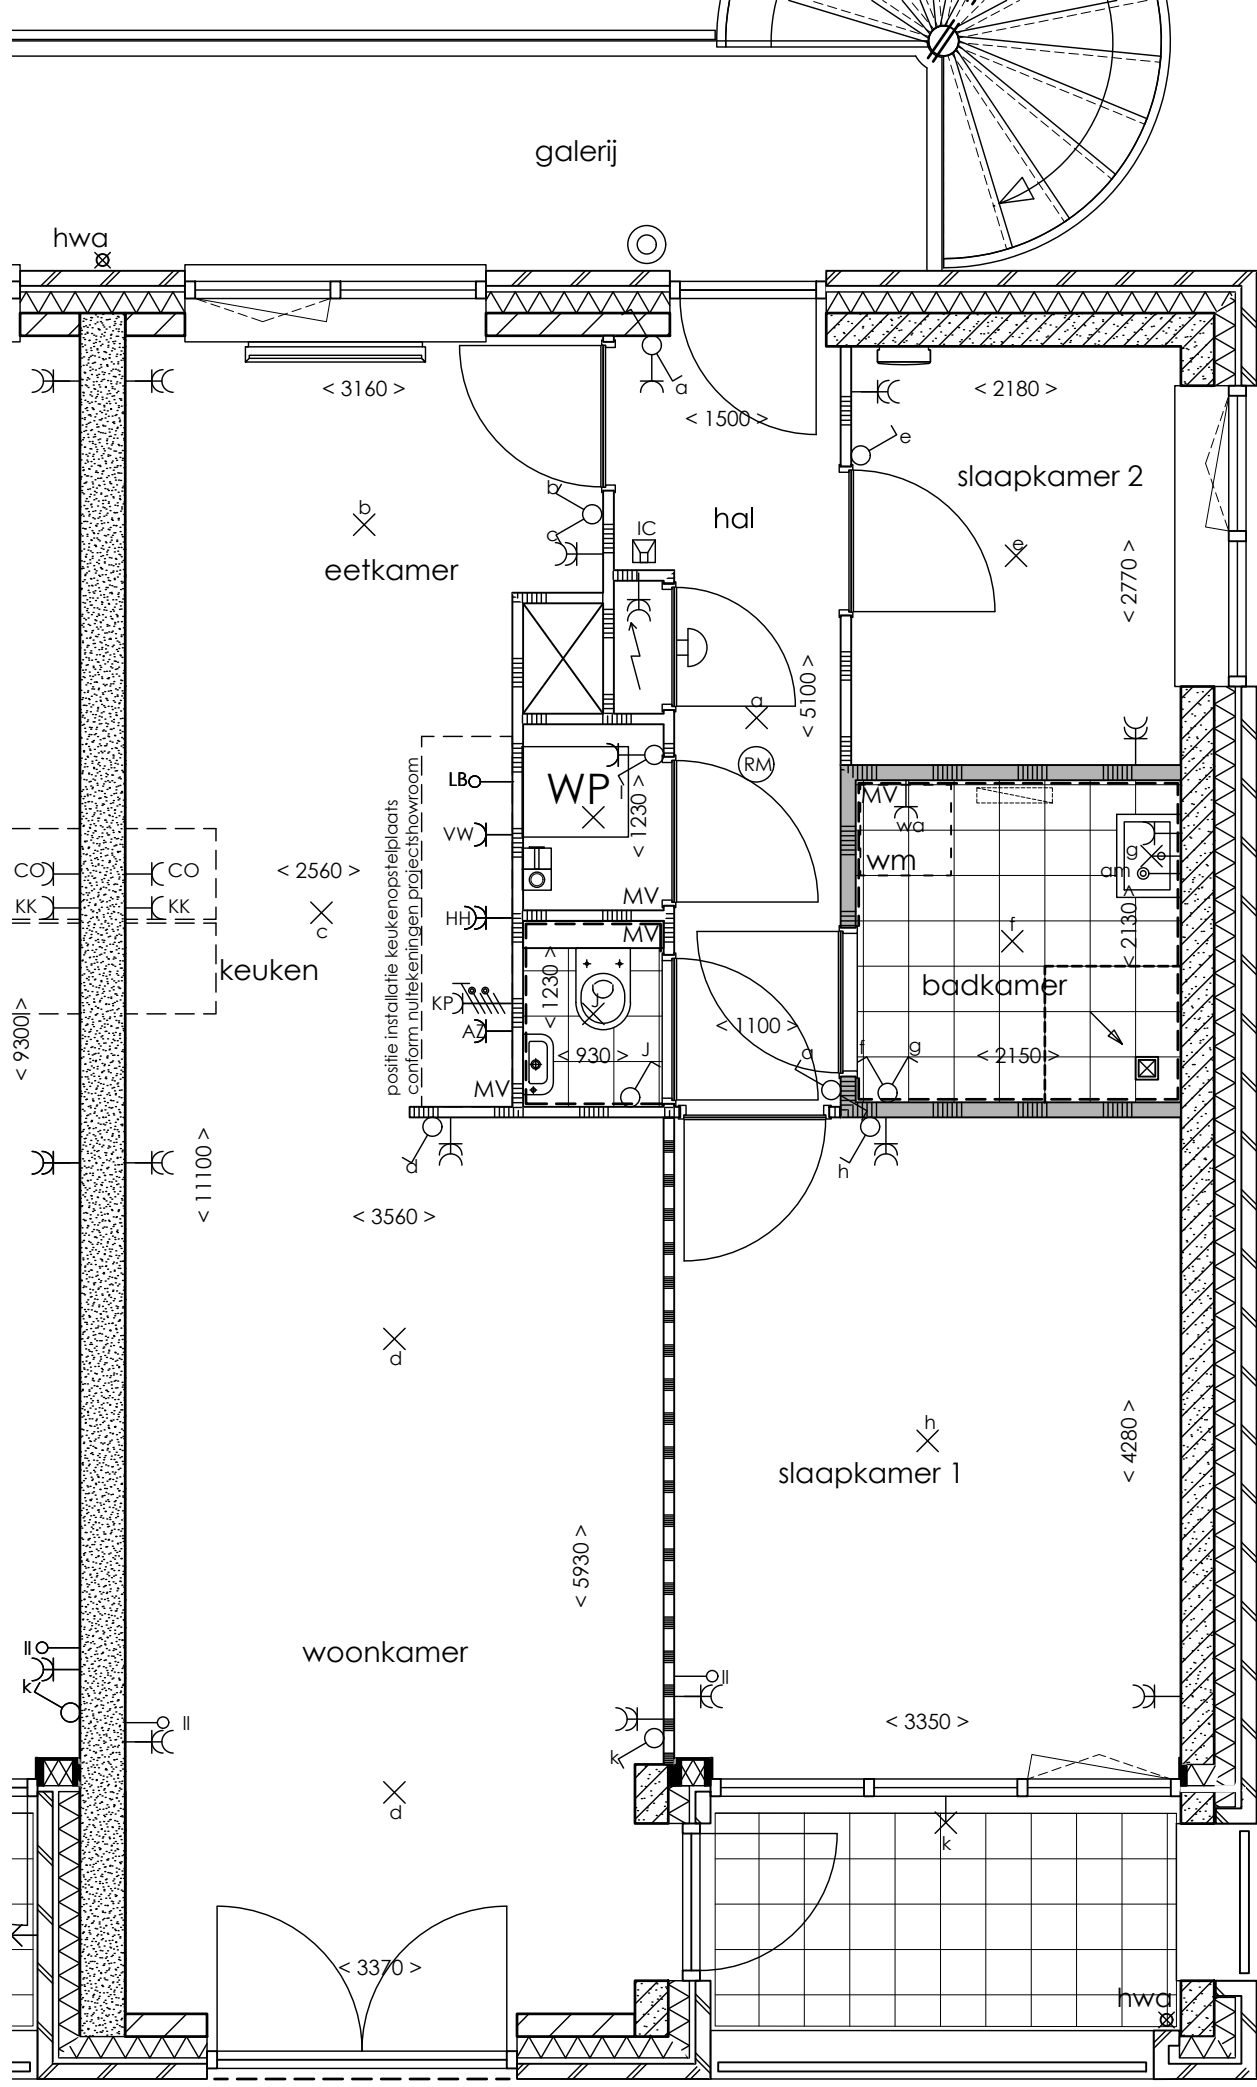 galerij
hwa
a
< 3160 >
< 1500 >
< 2180 >
e
slaapkamer 2
b
b
c
hal
IC
e
eetkamer
< 2770 >
a
< 5100 >
RM
LB
WP
< 1230 >
MV
wa
VW
wm
g
am
positie installatie keukenopstelplaats
conform nultekeningen projectshowroom
CO
CO
< 2560 >
KK
KK
c
HH
MV
MV
f
< 2130 >
keuken
KP
< 1230 >
J
badkamer
< 9300 >
AZ
< 930 >
J
< 1100 >
a
f
g
< 2150 >
MV
d
h
< 11100 >
< 3560 >
d
h
< 4280 >
slaapkamer 1
< 5930 >
woonkamer
II
k
II
II
< 3350 >
k
d
k
< 3370 >
hwa